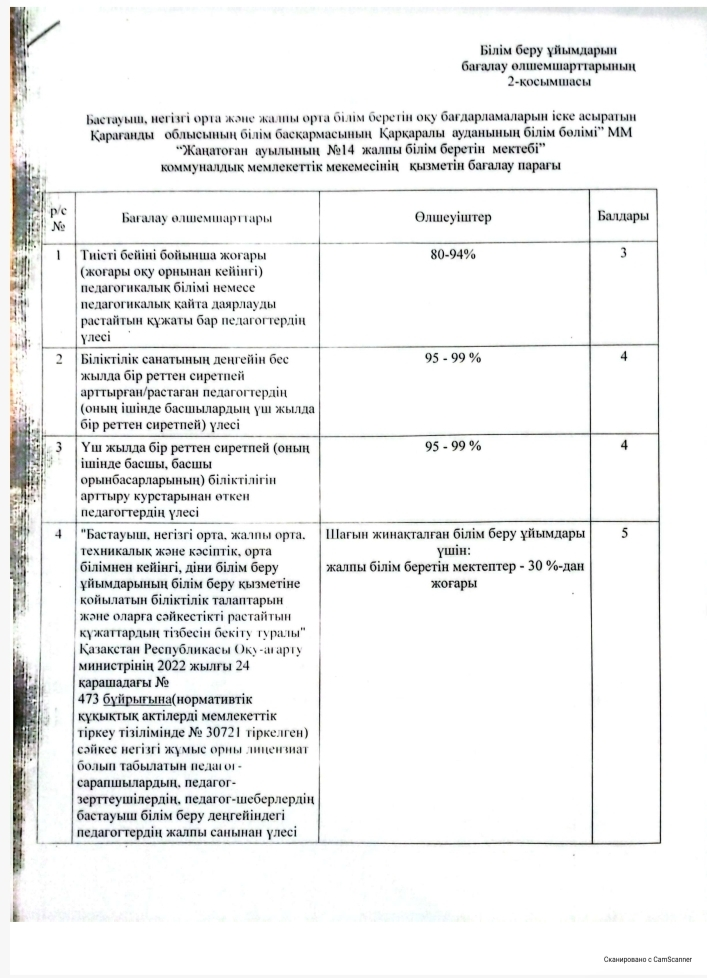 Білім беру ұйымдарын
бағалау өлшемшарттарының
2-қосымшасы
Бастауыш, негізгі орта және жалпы орта білім беретін оқу бағдарламаларын іске асыратын
Қарағанды облысының білім басқармасының Қарқаралы ауданының білім бөлімі” ММ
“Жаңатоған ауылының №14 жалпы білім беретін мектебі”
коммуналдық мемлекеттік мекемесінің қызметін бағалау парағы
р/с
№
Бағалау өлшемшарттары
Өлшеуіштер
Балдары
1
Тиісті бейіні бойынша жоғары
(жоғары оқу орнынан кейінгі)
педагогикалық білімі немесе
педагогикалық қайта даярлауды
растайтын құжаты бар педагогтердің
үлесі
80-94%
3
2
Біліктілік санатының деңгейін бес
жылда бір реттен сиретпей
арттырған/растаған педагогтердің
(оның ішінде басшылардың үш жылда
бір реттен сиретпей) үлесі
95 - 99 %
4
3
Үш жылда бір реттен сиретпей (оның
ішінде басшы, басшы
орынбасарларының) біліктілігін
арттыру курстарынан өткен
педагогтердің үлесі
95 - 99 %
4
4
"Бастауыш, негізгі орта, жалпы орта,
техникалық және кәсіптік, орта
білімнен кейінгі, діни білім беру
ұйымдарының білім беру қызметіне
қойылатын біліктілік талаптарын
және оларға сәйкестікті растайтын
құжаттардың тізбесін бекіту туралы"
Қазақстан Республикасы Оқу-ағарту
министрінің 2022 жылғы 24
қарашадағы №
473 бұйрығына(нормативтік
құқықтық актілерді мемлекеттік
тіркеу тізілімінде № 30721 тіркелген)
сәйкес негізгі жұмыс орны лицензиат
болып табылатын педагог-
сарапшылардың, педагог-
зерттеушілердің, педагог-шеберлердің
бастауыш білім беру деңгейіндегі
педагогтердің жалпы санынан үлесі
Шағын жинақталған білім беру ұйымдары
үшін:
жалпы білім беретін мектептер - 30 %-дан
жоғары
5
Сканировано с CamScanner